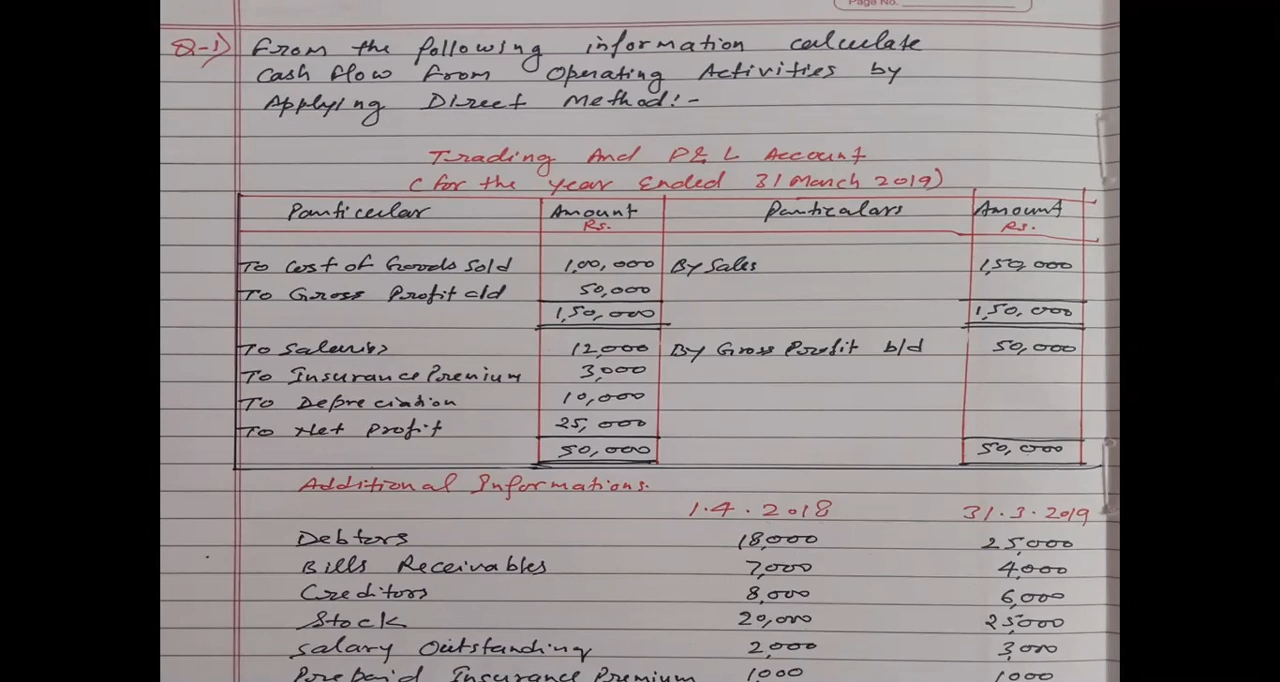 Page No.
Q-1) From the following information calculate
Cash flow From Operating Activities by
Applying Direct Method:-
Trading And P&L Account
(for the year Ended 31 March 2019)
Particular Amount Particulars Amount
Rs. Rs.
To Cost of Goods Sold 1,00,000 By Sales 1,50,000
To Gross Profit c/d 50,000
1,50,000 1,50,000
To Salaries 12,000 By Gross Profit b/d 50,000
To Insurance Premium 3,000
To Depreciation 10,000
To Net Profit 25,000
50,000 50,000
Additional Informations.
1.4.2018 31.3.2019
Debtors 18,000 25,000
Bills Receivables 7,000 4,000
Creditors 8,000 6,000
Stock 20,000 25,000
Salary Outstanding 2,000 3,000
Prepaid Insurance Premium 1000 1000